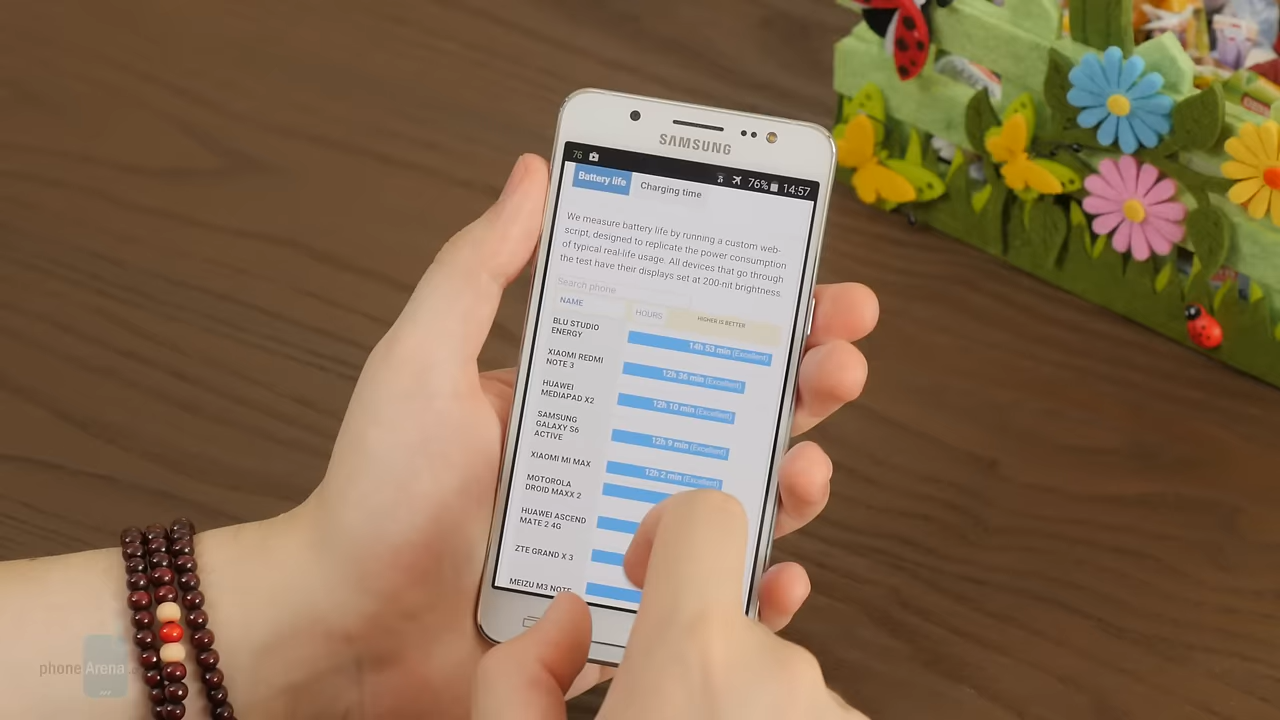 SAMSUNG
76
76% 14:57
Battery life Charging time
We measure battery life by running a custom web-
script, designed to replicate the power consumption
of typical real-life usage. All devices that go through
the test have their displays set at 200-nit brightness.
Search phone
NAME HOURS HIGHER IS BETTER
BLU STUDIO
ENERGY
14h 53 min (Excellent)
XIAOMI REDMI
NOTE 3
12h 36 min (Excellent)
HUAWEI
MEDIAPAD X2
12h 10 min (Excellent)
SAMSUNG
GALAXY S6
ACTIVE
12h 9 min (Excellent)
XIAOMI MI MAX
12h 2 min (Excellent)
MOTOROLA
DROID MAXX 2
HUAWEI ASCEND
MATE 2 4G
ZTE GRAND X 3
MEIZU M3 NOTE
phoneArena